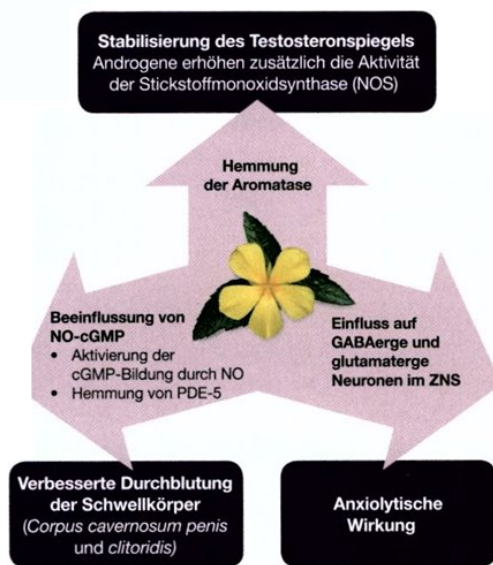 Stabilisierung des Testosteronspiegels
Androgene erhöhen zusätzlich die Aktivität
der Stickstoffmonoxidsynthase (NOS)
Hemmung
der Aromatase
Beeinflussung von
NO-cGMP
• Aktivierung der
cGMP-Bildung durch NO
• Hemmung von PDE-5
Einfluss auf
GABAerge und
glutamaterge
Neuronen im ZNS
Verbesserte Durchblutung
der Schwellkörper
(Corpus cavernosum penis
und clitoridis)
Anxiolytische
Wirkung